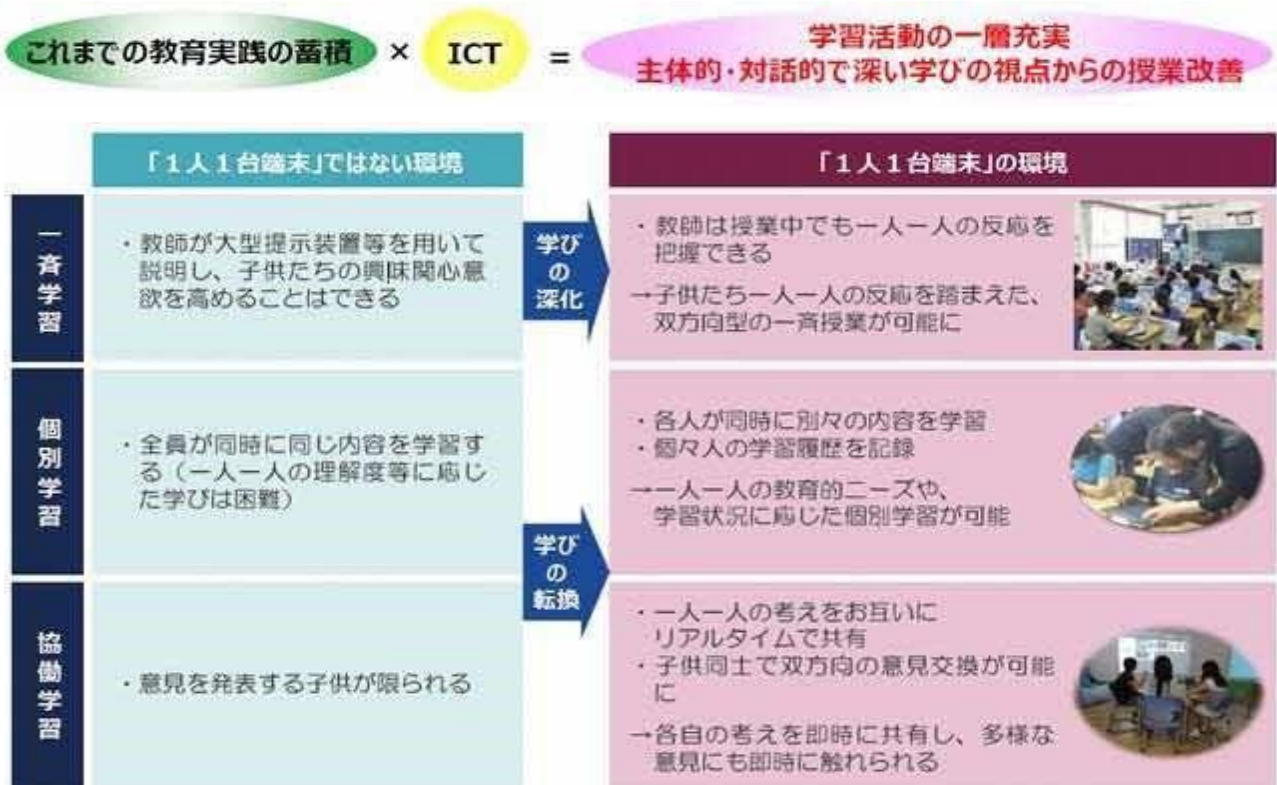 これまでの教育実践の蓄積 × ICT =
学習活動の一層充実
主体的・対話的で深い学びの視点からの授業改善
「1人1台端末」ではない環境
「1人1台端末」の環境
一斉学習
・教師が大型提示装置等を用いて
説明し、子供たちの興味関心意
欲を高めることはできる
学び
の
深化
・教師は授業中でも一人一人の反応を
把握できる
→子供たち一人一人の反応を踏まえた、
双方向型の一斉授業が可能に
個別学習
・全員が同時に同じ内容を学習す
る（一人一人の理解度等に応じ
た学びは困難）
学び
の
転換
・各人が同時に別々の内容を学習
・個々人の学習履歴を記録
→一人一人の教育的ニーズや、
学習状況に応じた個別学習が可能
協働学習
・意見を発表する子供が限られる
・一人一人の考えをお互いに
リアルタイムで共有
・子供同士で双方向の意見交換が可能
に
→各自の考えを即時に共有し、多様な
意見にも即時に触れられる